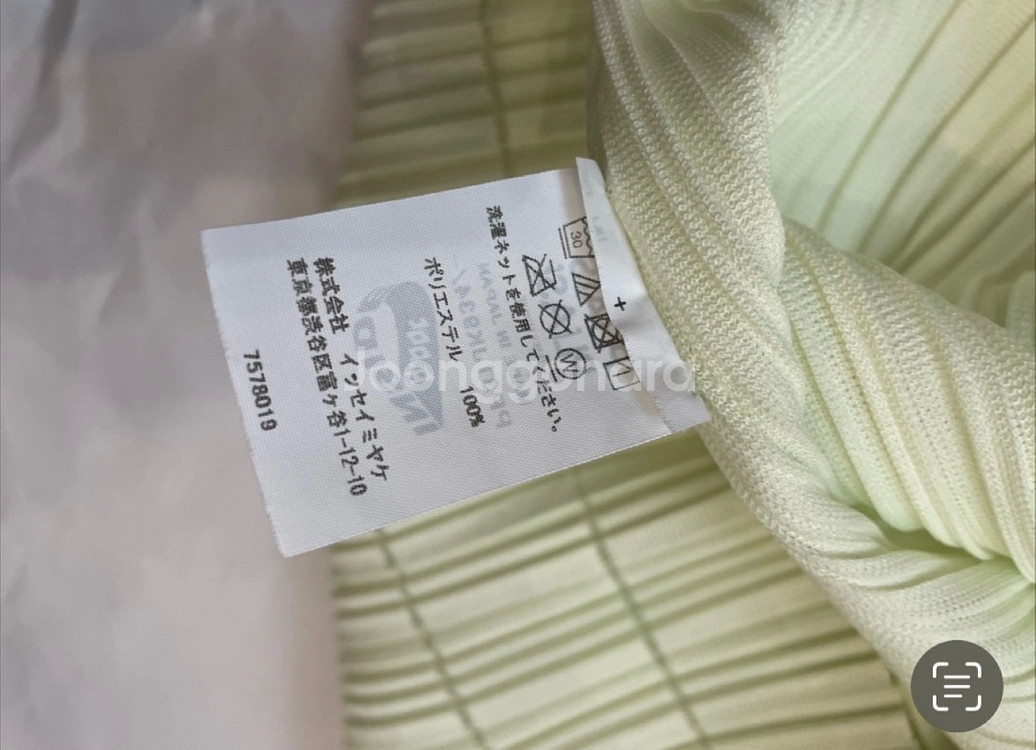 30
W
洗濯ネットを使用してください。
ポリエステル 100%
株式会社 イッセイミヤケ
東京都渋谷区富ケ谷1-12-10
7578019
Joonggonara